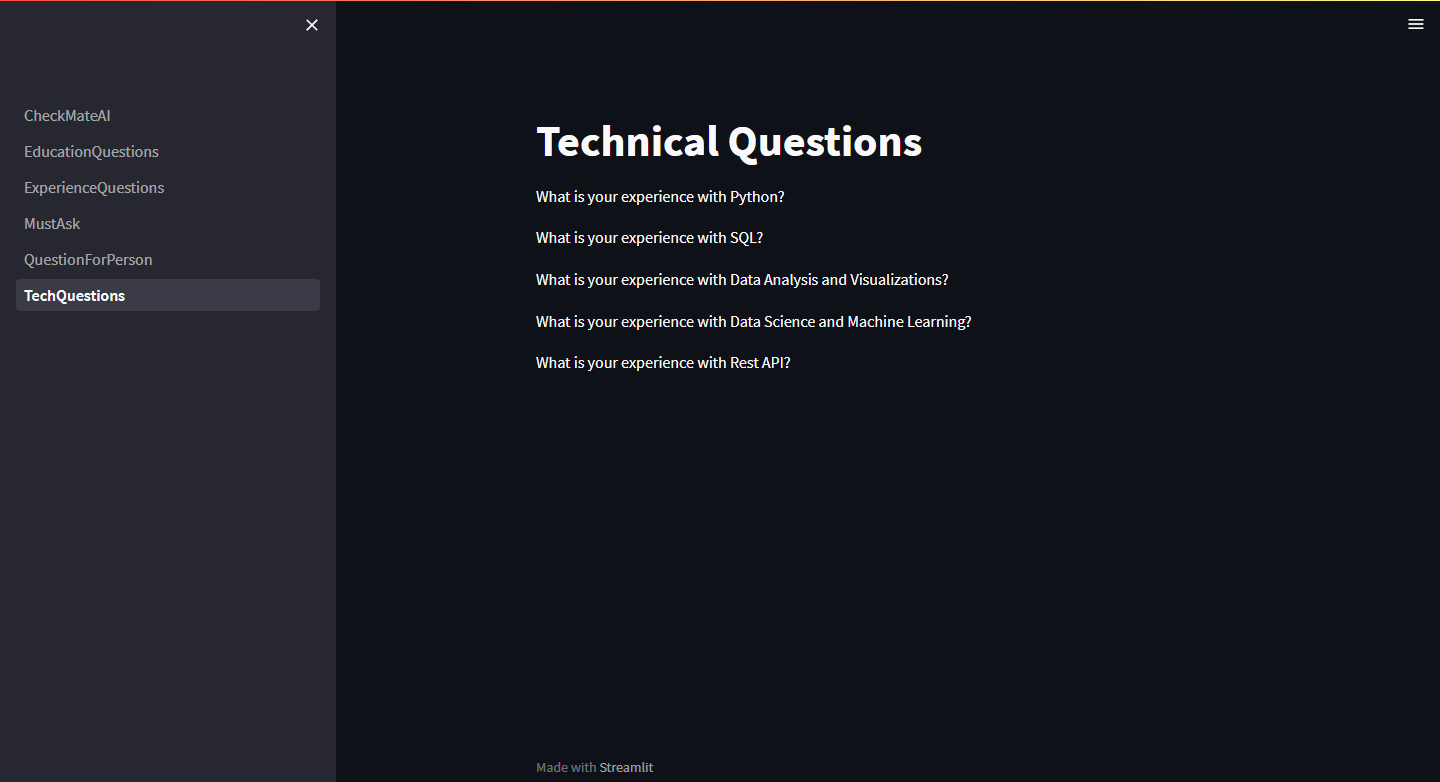 CheckMateAI
EducationQuestions
ExperienceQuestions
MustAsk
QuestionForPerson
TechQuestions
Technical Questions
What is your experience with Python?
What is your experience with SQL?
What is your experience with Data Analysis and Visualizations?
What is your experience with Data Science and Machine Learning?
What is your experience with Rest API?
Made with Streamlit